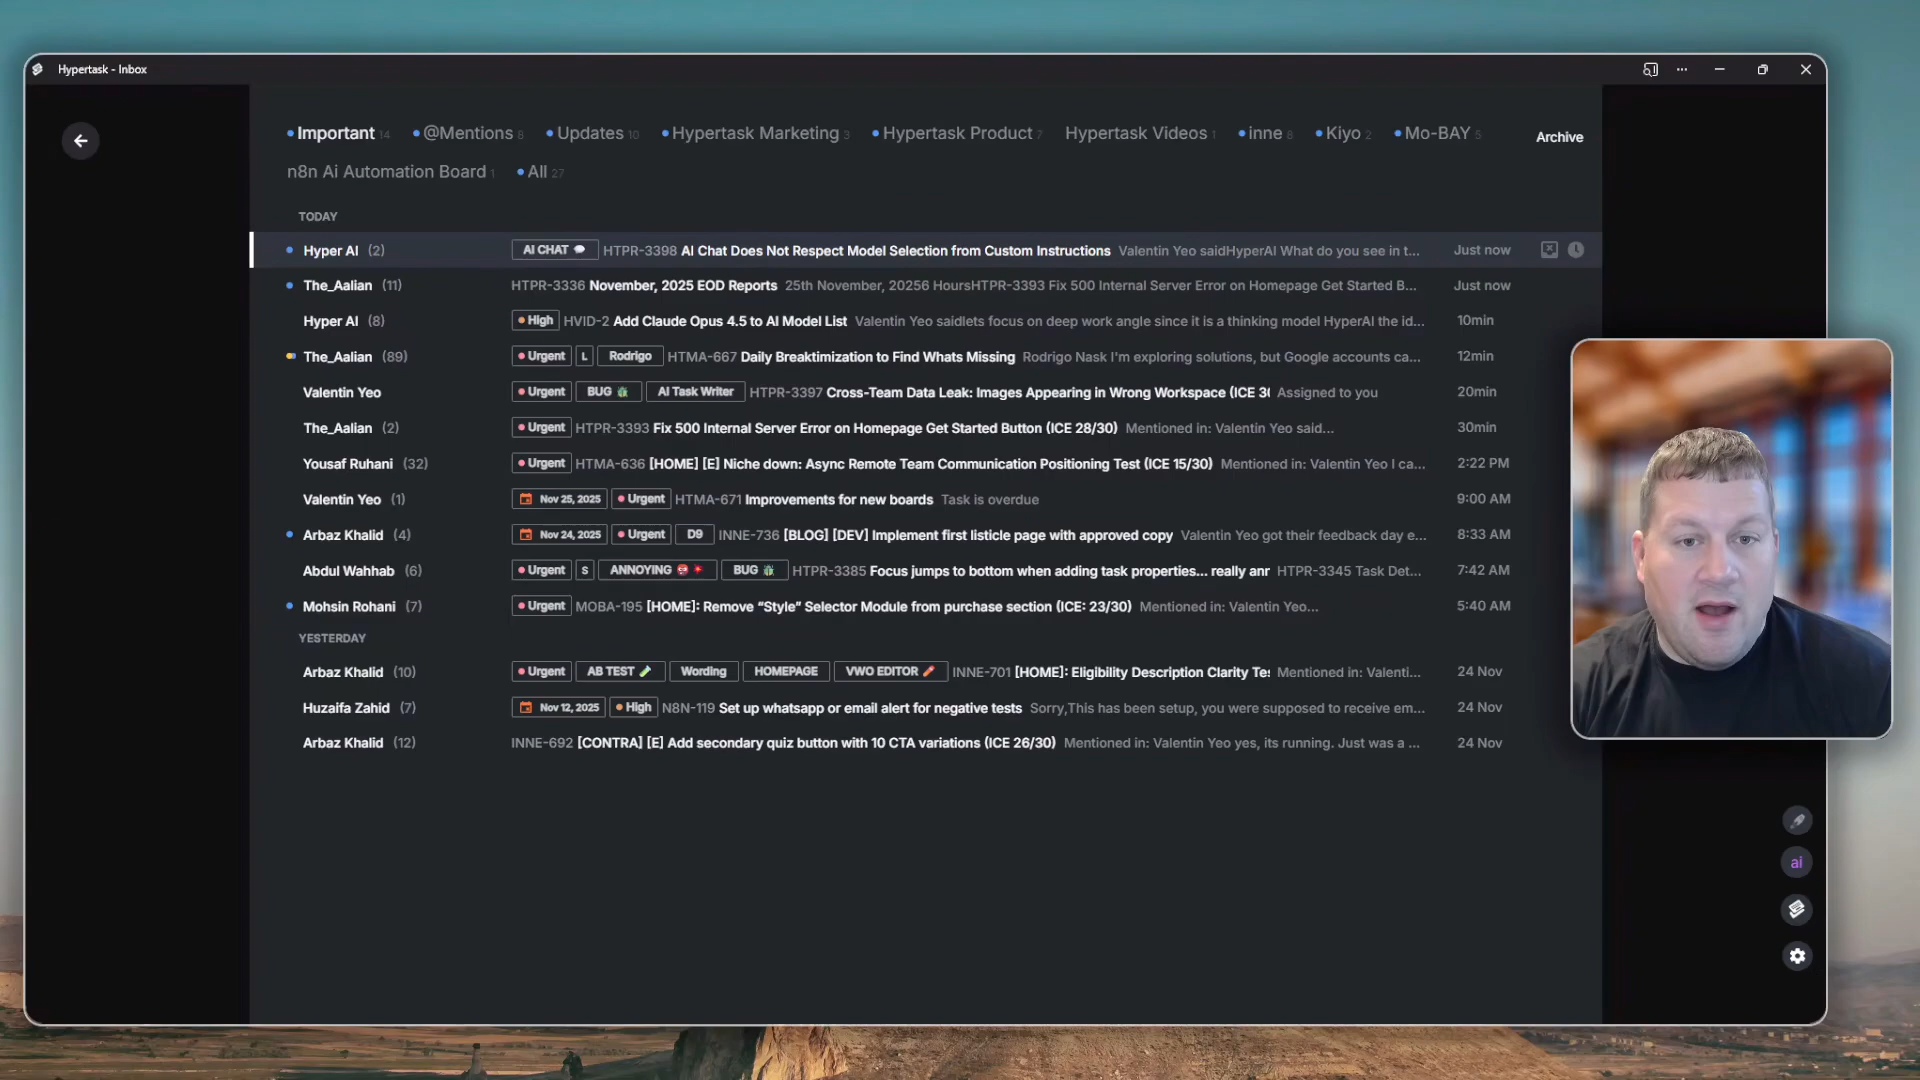 Hypertask - Inbox
Important 14 @Mentions 8 Updates 10 Hypertask Marketing 3 Hypertask Product 7 Hypertask Videos 1 inne 8 Kiyo 2 Mo-BAY 5 Archive
n8n Ai Automation Board 1 All 27
TODAY
Hyper AI (2) AI CHAT 💬 HTPR-3398 AI Chat Does Not Respect Model Selection from Custom Instructions Valentin Yeo saidHyperAI What do you see in t... Just now
The_Aalian (11) HTPR-3336 November, 2025 EOD Reports 25th November, 20256 HoursHTPR-3393 Fix 500 Internal Server Error on Homepage Get Started B... Just now
Hyper AI (8) High HVID-2 Add Claude Opus 4.5 to AI Model List Valentin Yeo saidlets focus on deep work angle since it is a thinking model HyperAI the id... 10min
The_Aalian (89) Urgent L Rodrigo HTMA-667 Daily Breaktimization to Find Whats Missing Rodrigo Nask I'm exploring solutions, but Google accounts ca... 12min
Valentin Yeo Urgent BUG 🐛 AI Task Writer HTPR-3397 Cross-Team Data Leak: Images Appearing in Wrong Workspace (ICE 30 Assigned to you 20min
The_Aalian (2) Urgent HTPR-3393 Fix 500 Internal Server Error on Homepage Get Started Button (ICE 28/30) Mentioned in: Valentin Yeo said... 30min
Yousaf Ruhani (32) Urgent HTMA-636 [HOME] [E] Niche down: Async Remote Team Communication Positioning Test (ICE 15/30) Mentioned in: Valentin Yeo I ca... 2:22 PM
Valentin Yeo (1) Nov 25, 2025 Urgent HTMA-671 Improvements for new boards Task is overdue 9:00 AM
Arbaz Khalid (4) Nov 24, 2025 Urgent D9 INNE-736 [BLOG] [DEV] Implement first listicle page with approved copy Valentin Yeo got their feedback day e... 8:33 AM
Abdul Wahhab (6) Urgent S ANNOYING BUG 🐛 HTPR-3385 Focus jumps to bottom when adding task properties... really anr HTPR-3345 Task Det... 7:42 AM
Mohsin Rohani (7) Urgent MOBA-195 [HOME]: Remove “Style” Selector Module from purchase section (ICE: 23/30) Mentioned in: Valentin Yeo... 5:40 AM
YESTERDAY
Arbaz Khalid (10) Urgent AB TEST 🧪 Wording HOMEPAGE VWO EDITOR INNE-701 [HOME]: Eligibility Description Clarity Te Mentioned in: Valenti... 24 Nov
Huzaifa Zahid (7) Nov 12, 2025 High N8N-119 Set up whatsapp or email alert for negative tests Sorry,This has been setup, you were supposed to receive em... 24 Nov
Arbaz Khalid (12) INNE-692 [CONTRA] [E] Add secondary quiz button with 10 CTA variations (ICE 26/30) Mentioned in: Valentin Yeo yes, its running. Just was a ... 24 Nov
ai